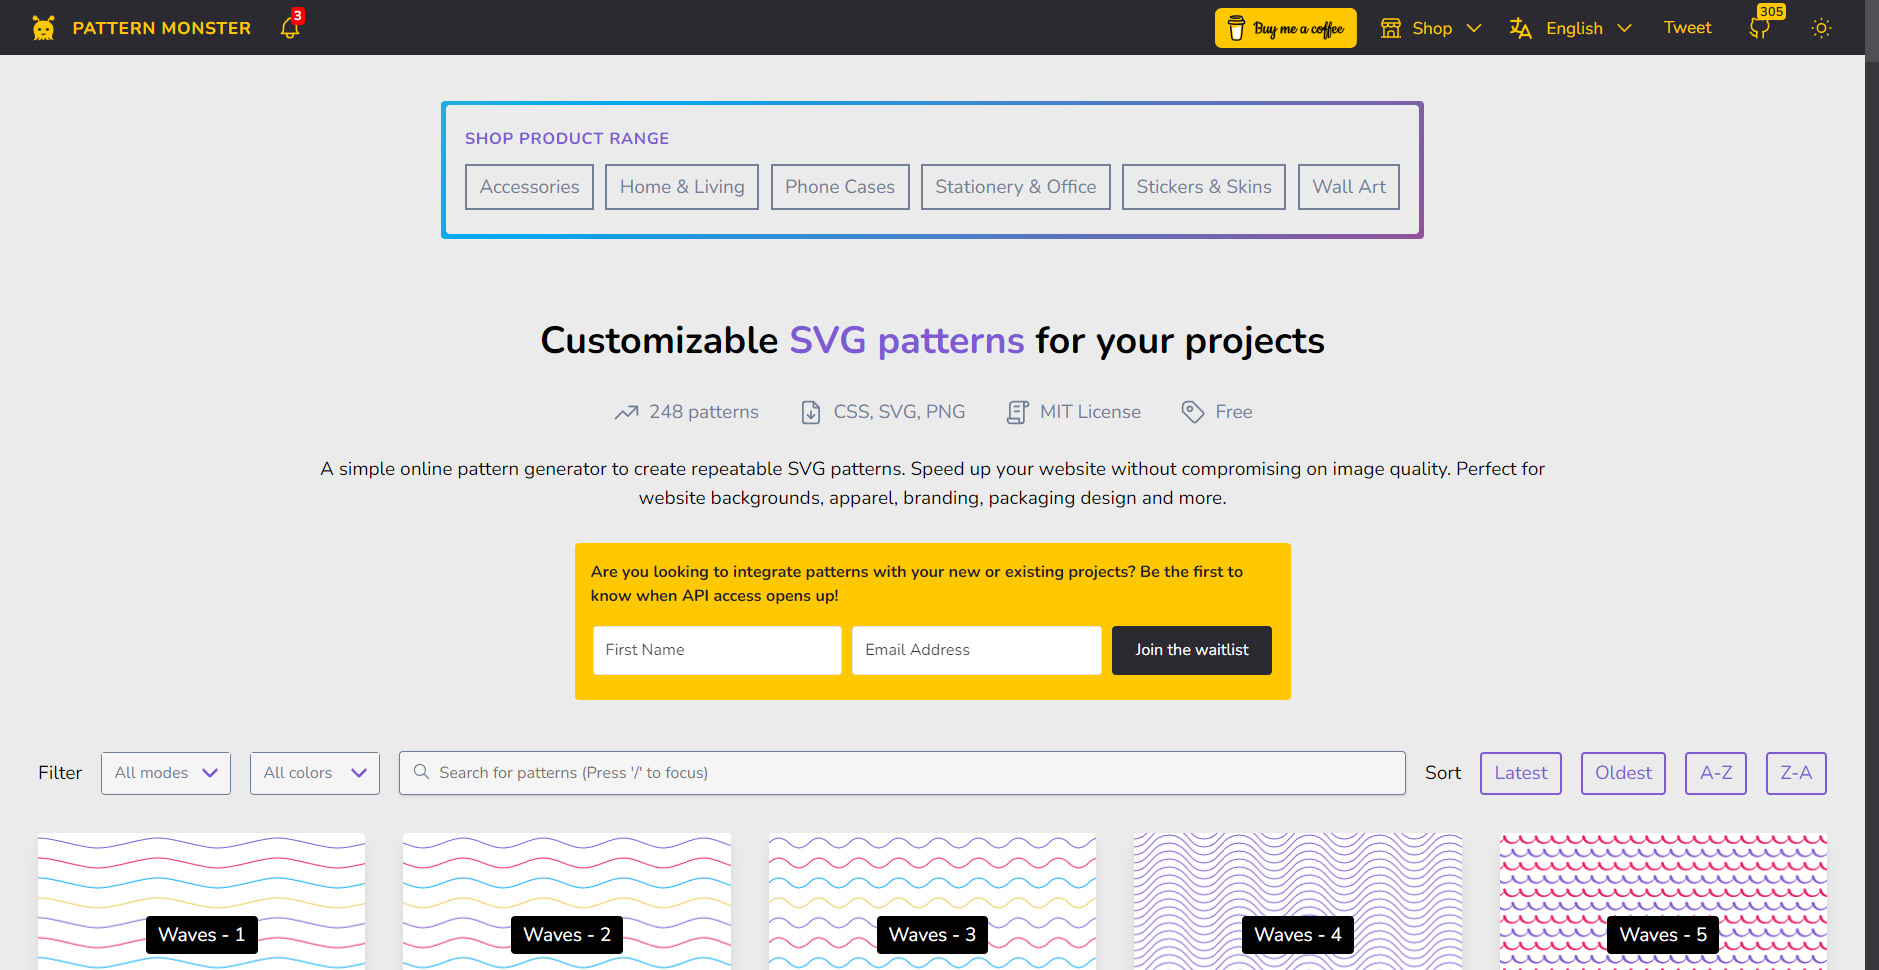 PATTERN MONSTER
3
Buy me a coffee
Shop
English
Tweet
305
SHOP PRODUCT RANGE
Accessories
Home & Living
Phone Cases
Stationery & Office
Stickers & Skins
Wall Art
Customizable SVG patterns for your projects
248 patterns
CSS, SVG, PNG
MIT License
Free
A simple online pattern generator to create repeatable SVG patterns. Speed up your website without compromising on image quality. Perfect for
website backgrounds, apparel, branding, packaging design and more.
Are you looking to integrate patterns with your new or existing projects? Be the first to
know when API access opens up!
First Name
Email Address
Join the waitlist
Filter
All modes
All colors
Search for patterns (Press '/' to focus)
Sort
Latest
Oldest
A-Z
Z-A
Waves - 1
Waves - 2
Waves - 3
Waves - 4
Waves - 5